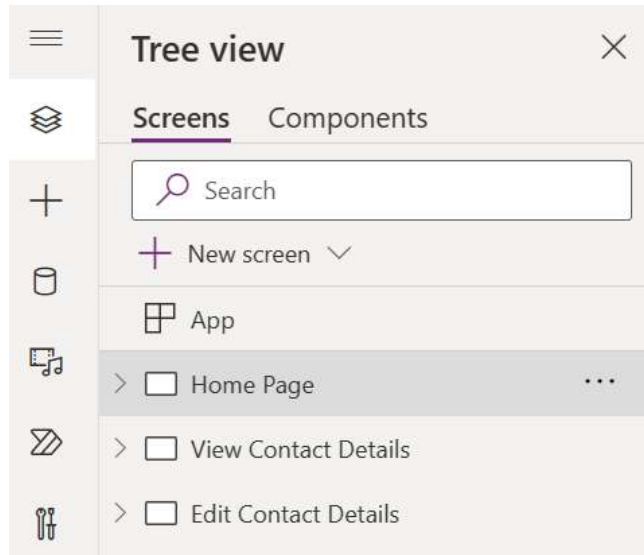 Tree view
Screens Components
Search
New screen
App
Home Page
View Contact Details
Edit Contact Details